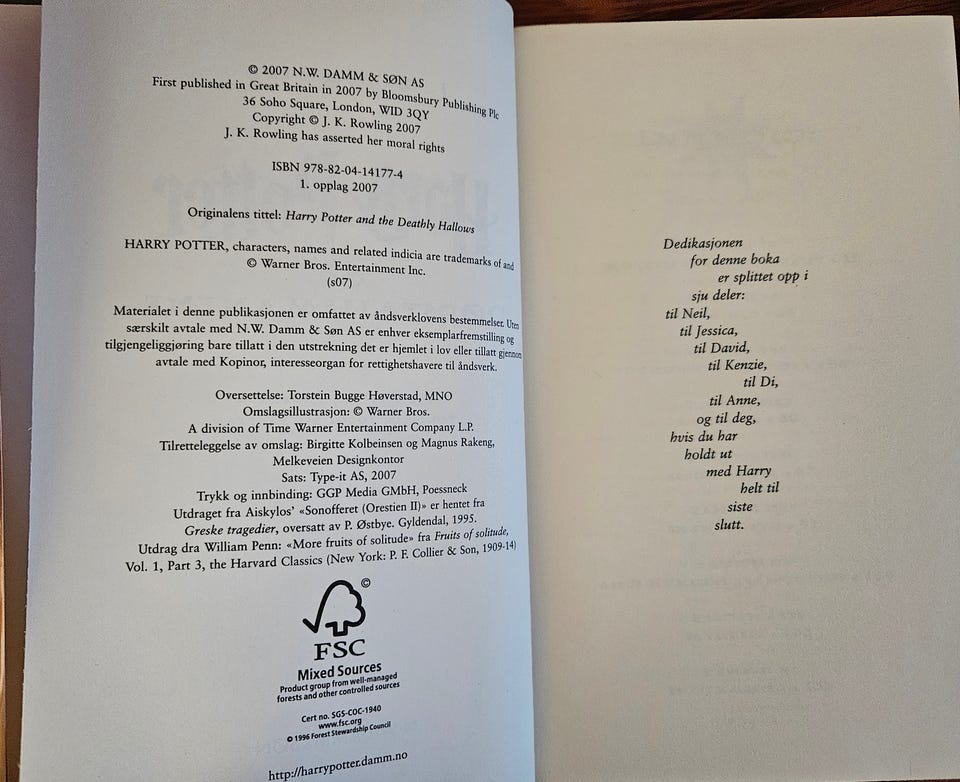 © 2007 N.W. DAMM & SØN AS
First published in Great Britain in 2007 by Bloomsbury Publishing Plc
36 Soho Square, London, WID 3QY
Copyright © J. K. Rowling 2007
J. K. Rowling has asserted her moral rights
ISBN 978-82-04-14177-4
1. opplag 2007
Originalens tittel: Harry Potter and the Deathly Hallows
HARRY POTTER, characters, names and related indicia are trademarks of and
© Warner Bros. Entertainment Inc.
(s07)
Materialet i denne publikasjonen er omfattet av åndsverklovens bestemmelser. Uten
særskilt avtale med N.W. Damm & Søn AS er enhver eksemplarfremstilling og
tilgjengeliggjøring bare tillatt i den utstrekning det er hjemlet i lov eller tillatt gjennom
avtale med Kopinor, interesseorgan for rettighetshavere til åndsverk.
Oversettelse: Torstein Bugge Høverstad, MNO
Omslagsillustrasjon: © Warner Bros.
A division of Time Warner Entertainment Company L.P.
Tilretteleggelse av omslag: Birgitte Kolbeinsen og Magnus Rakeng,
Melkeveien Designkontor
Sats: Type-it AS, 2007
Trykk og innbinding: GGP Media GMbH, Poessneck
Utdraget fra Aiskylos' «Sonofferet (Orestien II)» er hentet fra
Greske tragedier, oversatt av P. Østbye. Gyldendal, 1995.
Utdrag dra William Penn: «More fruits of solitude» fra Fruits of solitude,
Vol. 1, Part 3, the Harvard Classics (New York: P. F. Collier & Son, 1909-14)
©
FSC
Mixed Sources
Product group from well-managed
forests and other controlled sources
Cert no. SGS-COC-1940
www.fsc.org
© 1996 Forest Stewardship Council
http://harrypotter.damm.no
Dedikasjonen
for denne boka
er splittet opp i
sju deler:
til Neil,
til Jessica,
til David,
til Kenzie,
til Di,
til Anne,
og til deg,
hvis du har
holdt ut
med Harry
helt til
siste
slutt.